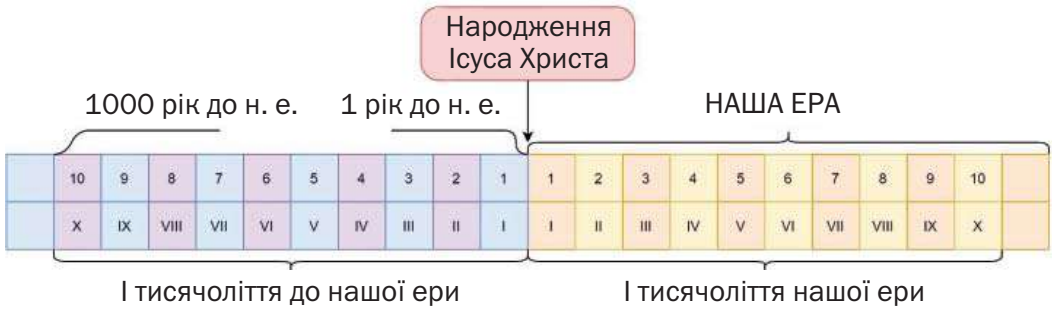 Народження
Ісуса Христа
1000 рік до н. е. 1 рік до н. е. НАША ЕРА
10 9 8 7 6 5 4 3 2 1 1 2 3 4 5 6 7 8 9 10
X IX VIII VII VI V IV III II I I II III IV V VI VII VIII IX X
І тисячоліття до нашої ери І тисячоліття нашої ери